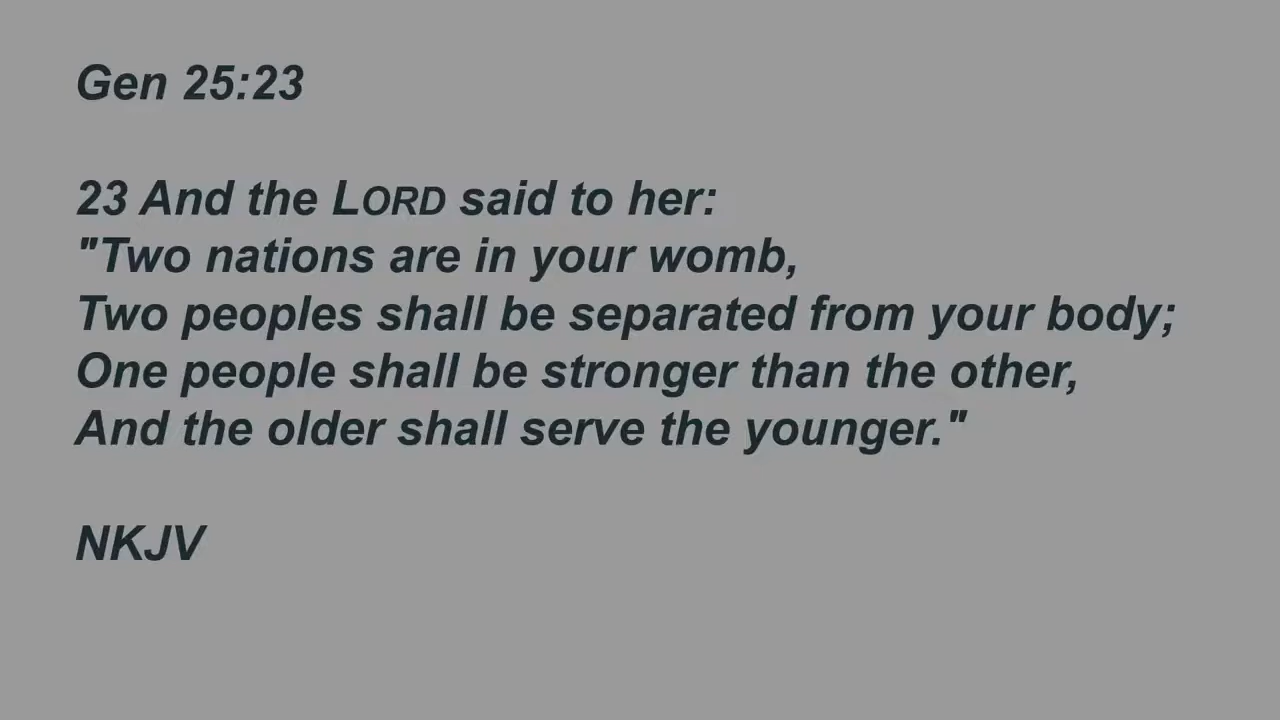 Gen 25:23
23 And the LORD said to her:
"Two nations are in your womb,
Two peoples shall be separated from your body;
One people shall be stronger than the other,
And the older shall serve the younger."
NKJV